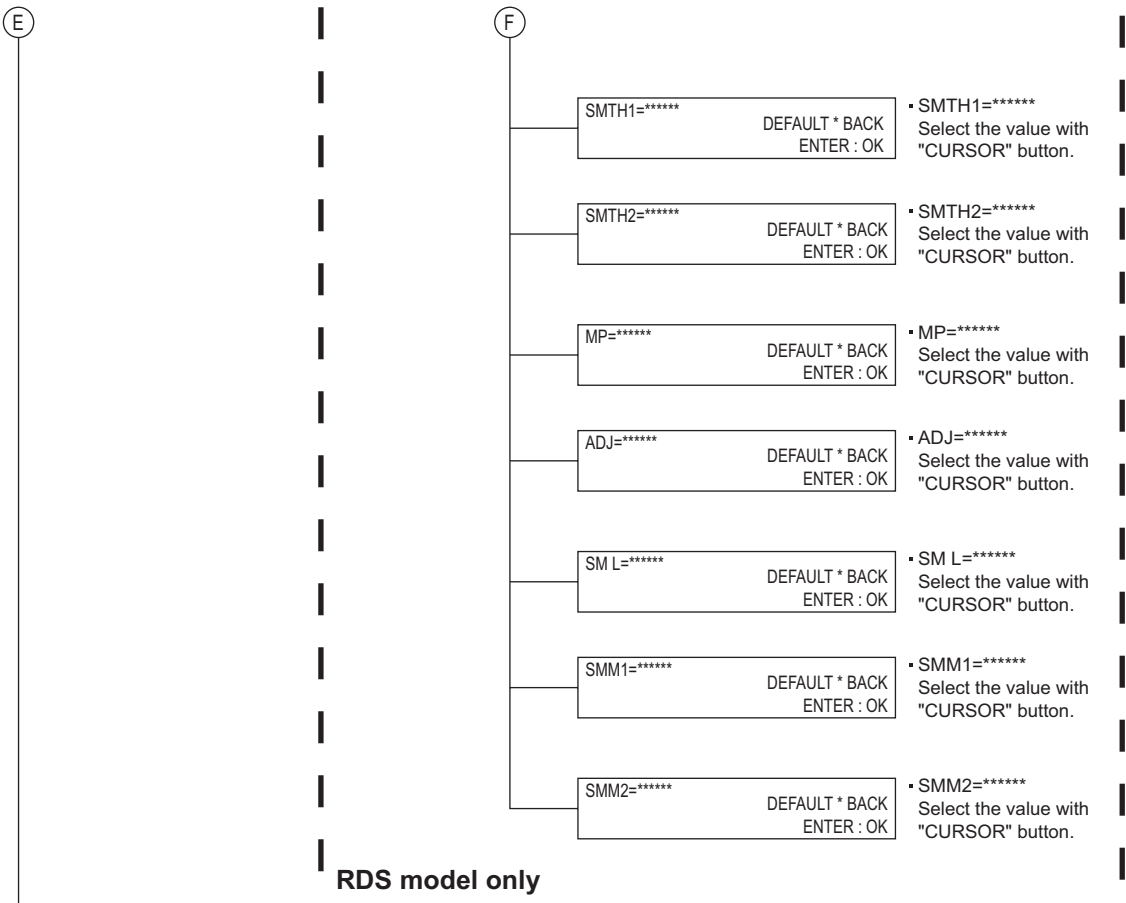 E
F
SMTH1=******
DEFAULT * BACK
ENTER : OK
▪ SMTH1=******
Select the value with
"CURSOR" button.
SMTH2=******
DEFAULT * BACK
ENTER : OK
▪ SMTH2=******
Select the value with
"CURSOR" button.
MP=******
DEFAULT * BACK
ENTER : OK
▪ MP=******
Select the value with
"CURSOR" button.
ADJ=******
DEFAULT * BACK
ENTER : OK
▪ ADJ=******
Select the value with
"CURSOR" button.
SM L=******
DEFAULT * BACK
ENTER : OK
▪ SM L=******
Select the value with
"CURSOR" button.
SMM1=******
DEFAULT * BACK
ENTER : OK
▪ SMM1=******
Select the value with
"CURSOR" button.
SMM2=******
DEFAULT * BACK
ENTER : OK
▪ SMM2=******
Select the value with
"CURSOR" button.
RDS model only